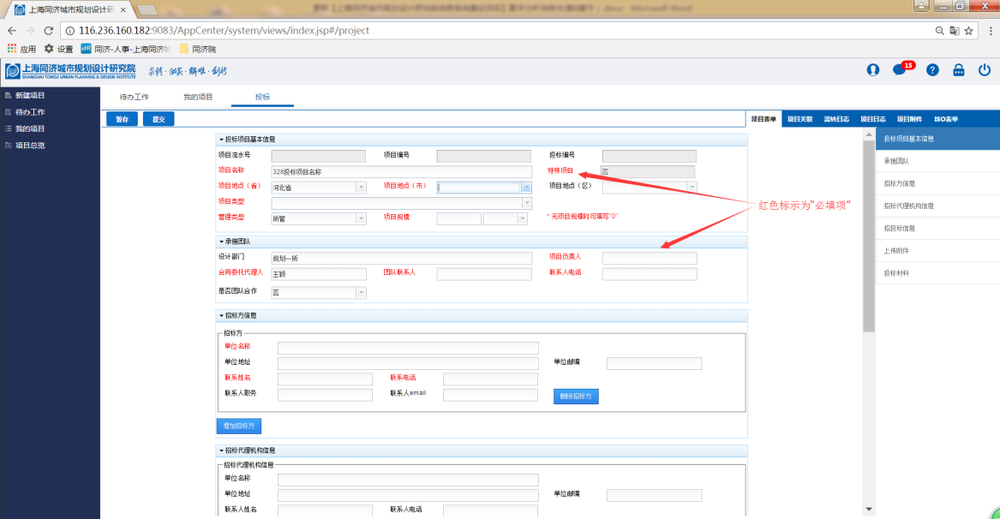 上海同济城市规划设计研
116.236.160.182:9083/AppCenter/system/views/index.jsp#/project
应用 设置 同济-人事-上海同济城 同济院
上海同济城市规划设计研究院
SHANGHAI TONGJI URBAN PLANNING & DESIGN INSTITUTE
15
新建项目
待办工作
我的项目
项目总览
待办工作 我的项目 投标
暂存 提交
项目表单 项目关联 流转日志 项目日志 项目附件 ISO表单
投标项目基本信息
项目流水号 项目编号 投标编号
项目名称 328投标项目名称 特殊项目 否
项目地点（省） 河北省 项目地点（市） 项目地点（区）
项目类型
管理类型 所管 项目规模 * 无项目规模时可填写"0"
红色标示为“必填项”
承接团队
设计部门 规划一所 项目负责人
合同委托代理人 王颖 团队联系人 联系人电话
是否团队合作 否
招标方信息
招标方
单位名称
单位地址 单位邮编
联系姓名 联系电话
联系人职务 联系人email 删除招标方
增加招标方
招标代理机构信息
招标代理机构信息
单位名称
单位地址 单位邮编
联系人姓名 联系人电话
投标项目基本信息
承接团队
招标方信息
招标代理机构信息
招投标信息
上传附件
投标材料